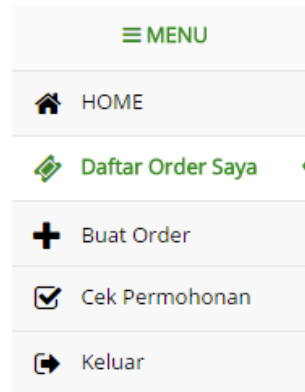 MENU
HOME
Daftar Order Saya
Buat Order
Cek Permohonan
Keluar